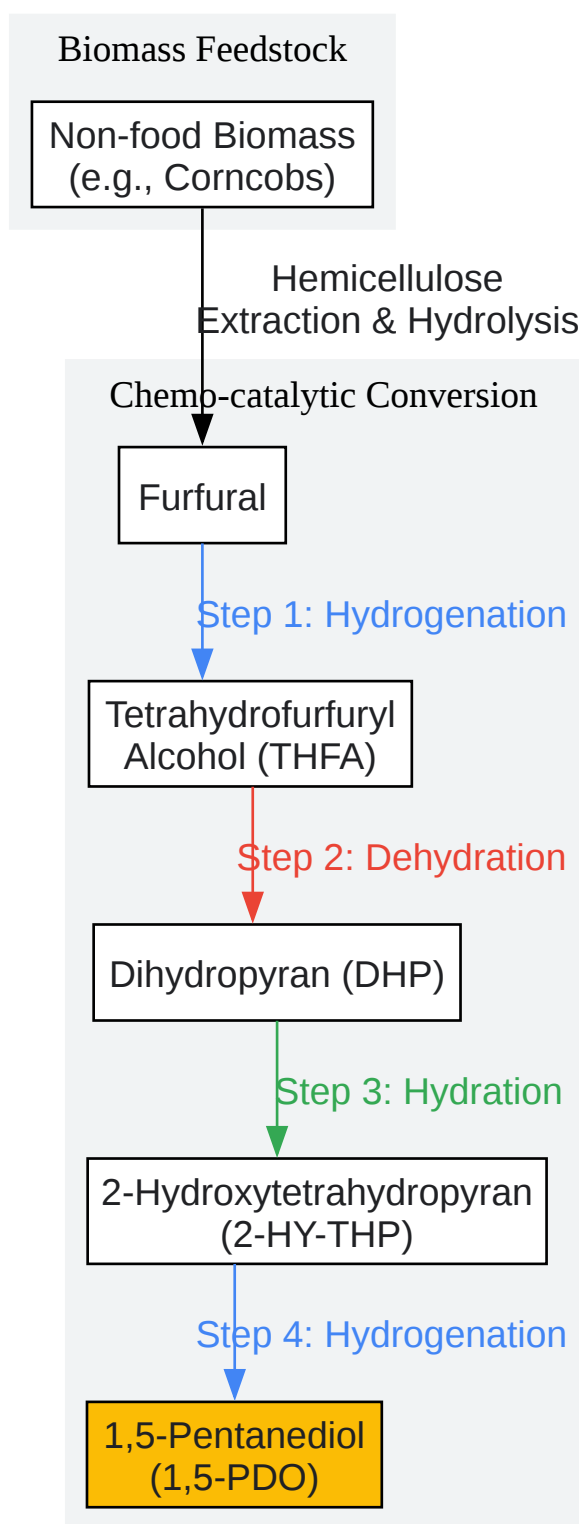 Biomass Feedstock
Non-food Biomass
(e.g., Corncobs)
Hemicellulose
Extraction & Hydrolysis
Chemo-catalytic Conversion
Furfural
Step 1: Hydrogenation
Tetrahydrofurfuryl
Alcohol (THFA)
Step 2: Dehydration
Dihydropyran (DHP)
Step 3: Hydration
2-Hydroxytetrahydropyran
(2-HY-THP)
Step 4: Hydrogenation
1,5-Pentanediol
(1,5-PDO)